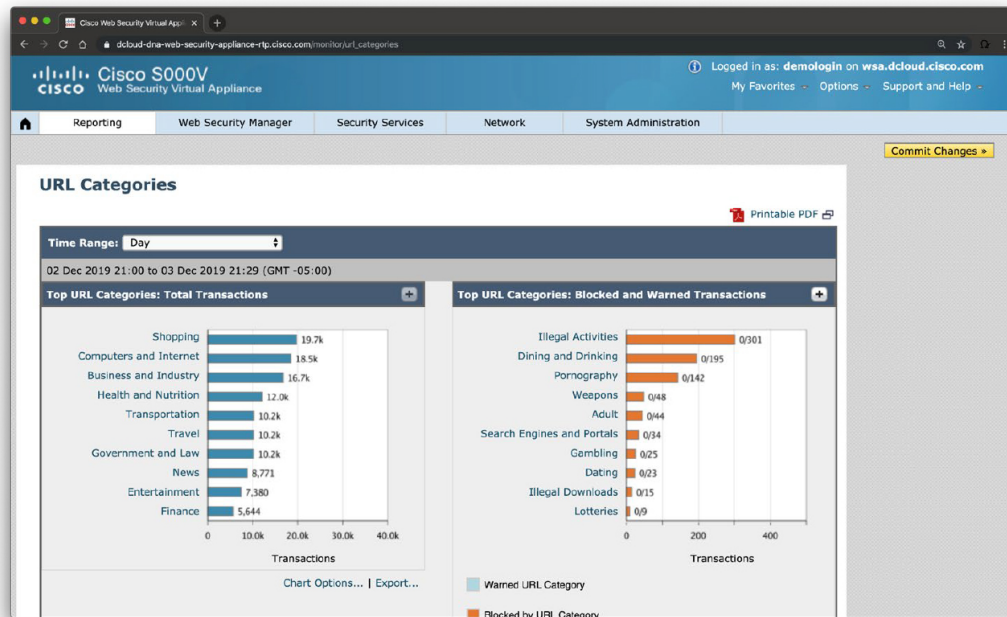 Cisco Web Security Virtual Appli
dcloud-dna-web-security-appliance-rtp.cisco.com/monitor/url_categories
CISCO
Cisco S000V
Web Security Virtual Appliance
Logged in as: demologin on wsa.dcloud.cisco.com
My Favorites Options Support and Help
Reporting Web Security Manager Security Services Network System Administration
Commit Changes »
URL Categories
Printable PDF
Time Range: Day
02 Dec 2019 21:00 to 03 Dec 2019 21:29 (GMT -05:00)
Top URL Categories: Total Transactions
Shopping 19.7k
Computers and Internet 18.5k
Business and Industry 16.7k
Health and Nutrition 12.0k
Transportation 10.2k
Travel 10.2k
Government and Law 10.2k
News 8,771
Entertainment 7,380
Finance 5,644
0 10.0k 20.0k 30.0k 40.0k
Transactions
Chart Options... | Export...
Top URL Categories: Blocked and Warned Transactions
Illegal Activities 0/301
Dining and Drinking 0/195
Pornography 0/142
Weapons 0/48
Adult 0/44
Search Engines and Portals 0/34
Gambling 0/25
Dating 0/23
Illegal Downloads 0/15
Lotteries 0/9
0 200 400
Transactions
Warned URL Category
Blocked by URL Category